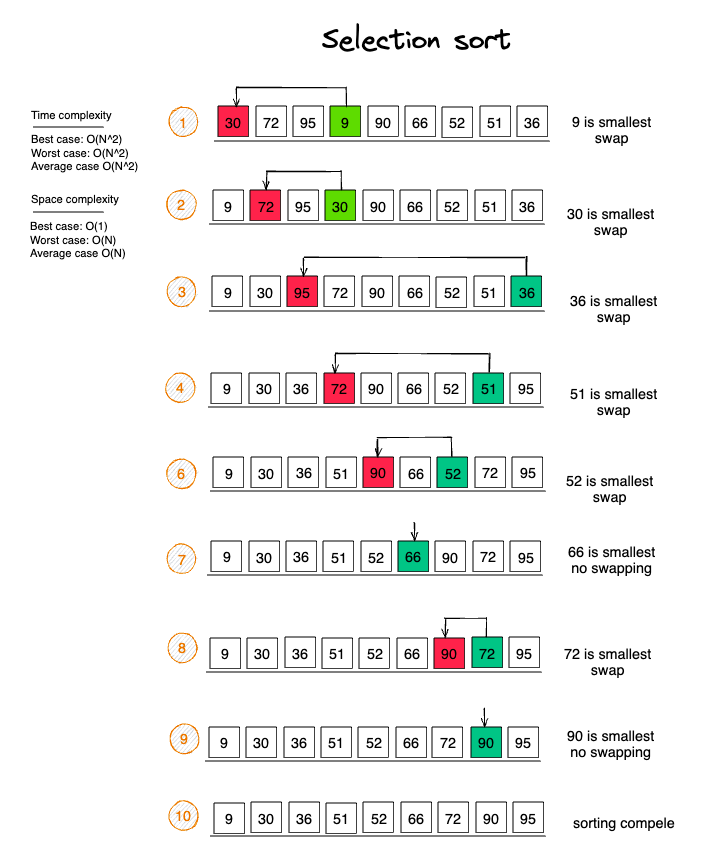 Selection sort
Time complexity
Best case: O(N^2)
Worst case: O(N^2)
Average case O(N^2)
Space complexity
Best case: O(1)
Worst case: O(N)
Average case O(N)
1 30 72 95 9 90 66 52 51 36 9 is smallest
swap
2 9 72 95 30 90 66 52 51 36 30 is smallest
swap
3 9 30 95 72 90 66 52 51 36 36 is smallest
swap
4 9 30 36 72 90 66 52 51 95 51 is smallest
swap
6 9 30 36 51 90 66 52 72 95 52 is smallest
swap
7 9 30 36 51 52 66 90 72 95 66 is smallest
no swapping
8 9 30 36 51 52 66 90 72 95 72 is smallest
swap
9 9 30 36 51 52 66 72 90 95 90 is smallest
no swapping
10 9 30 36 51 52 66 72 90 95 sorting compele